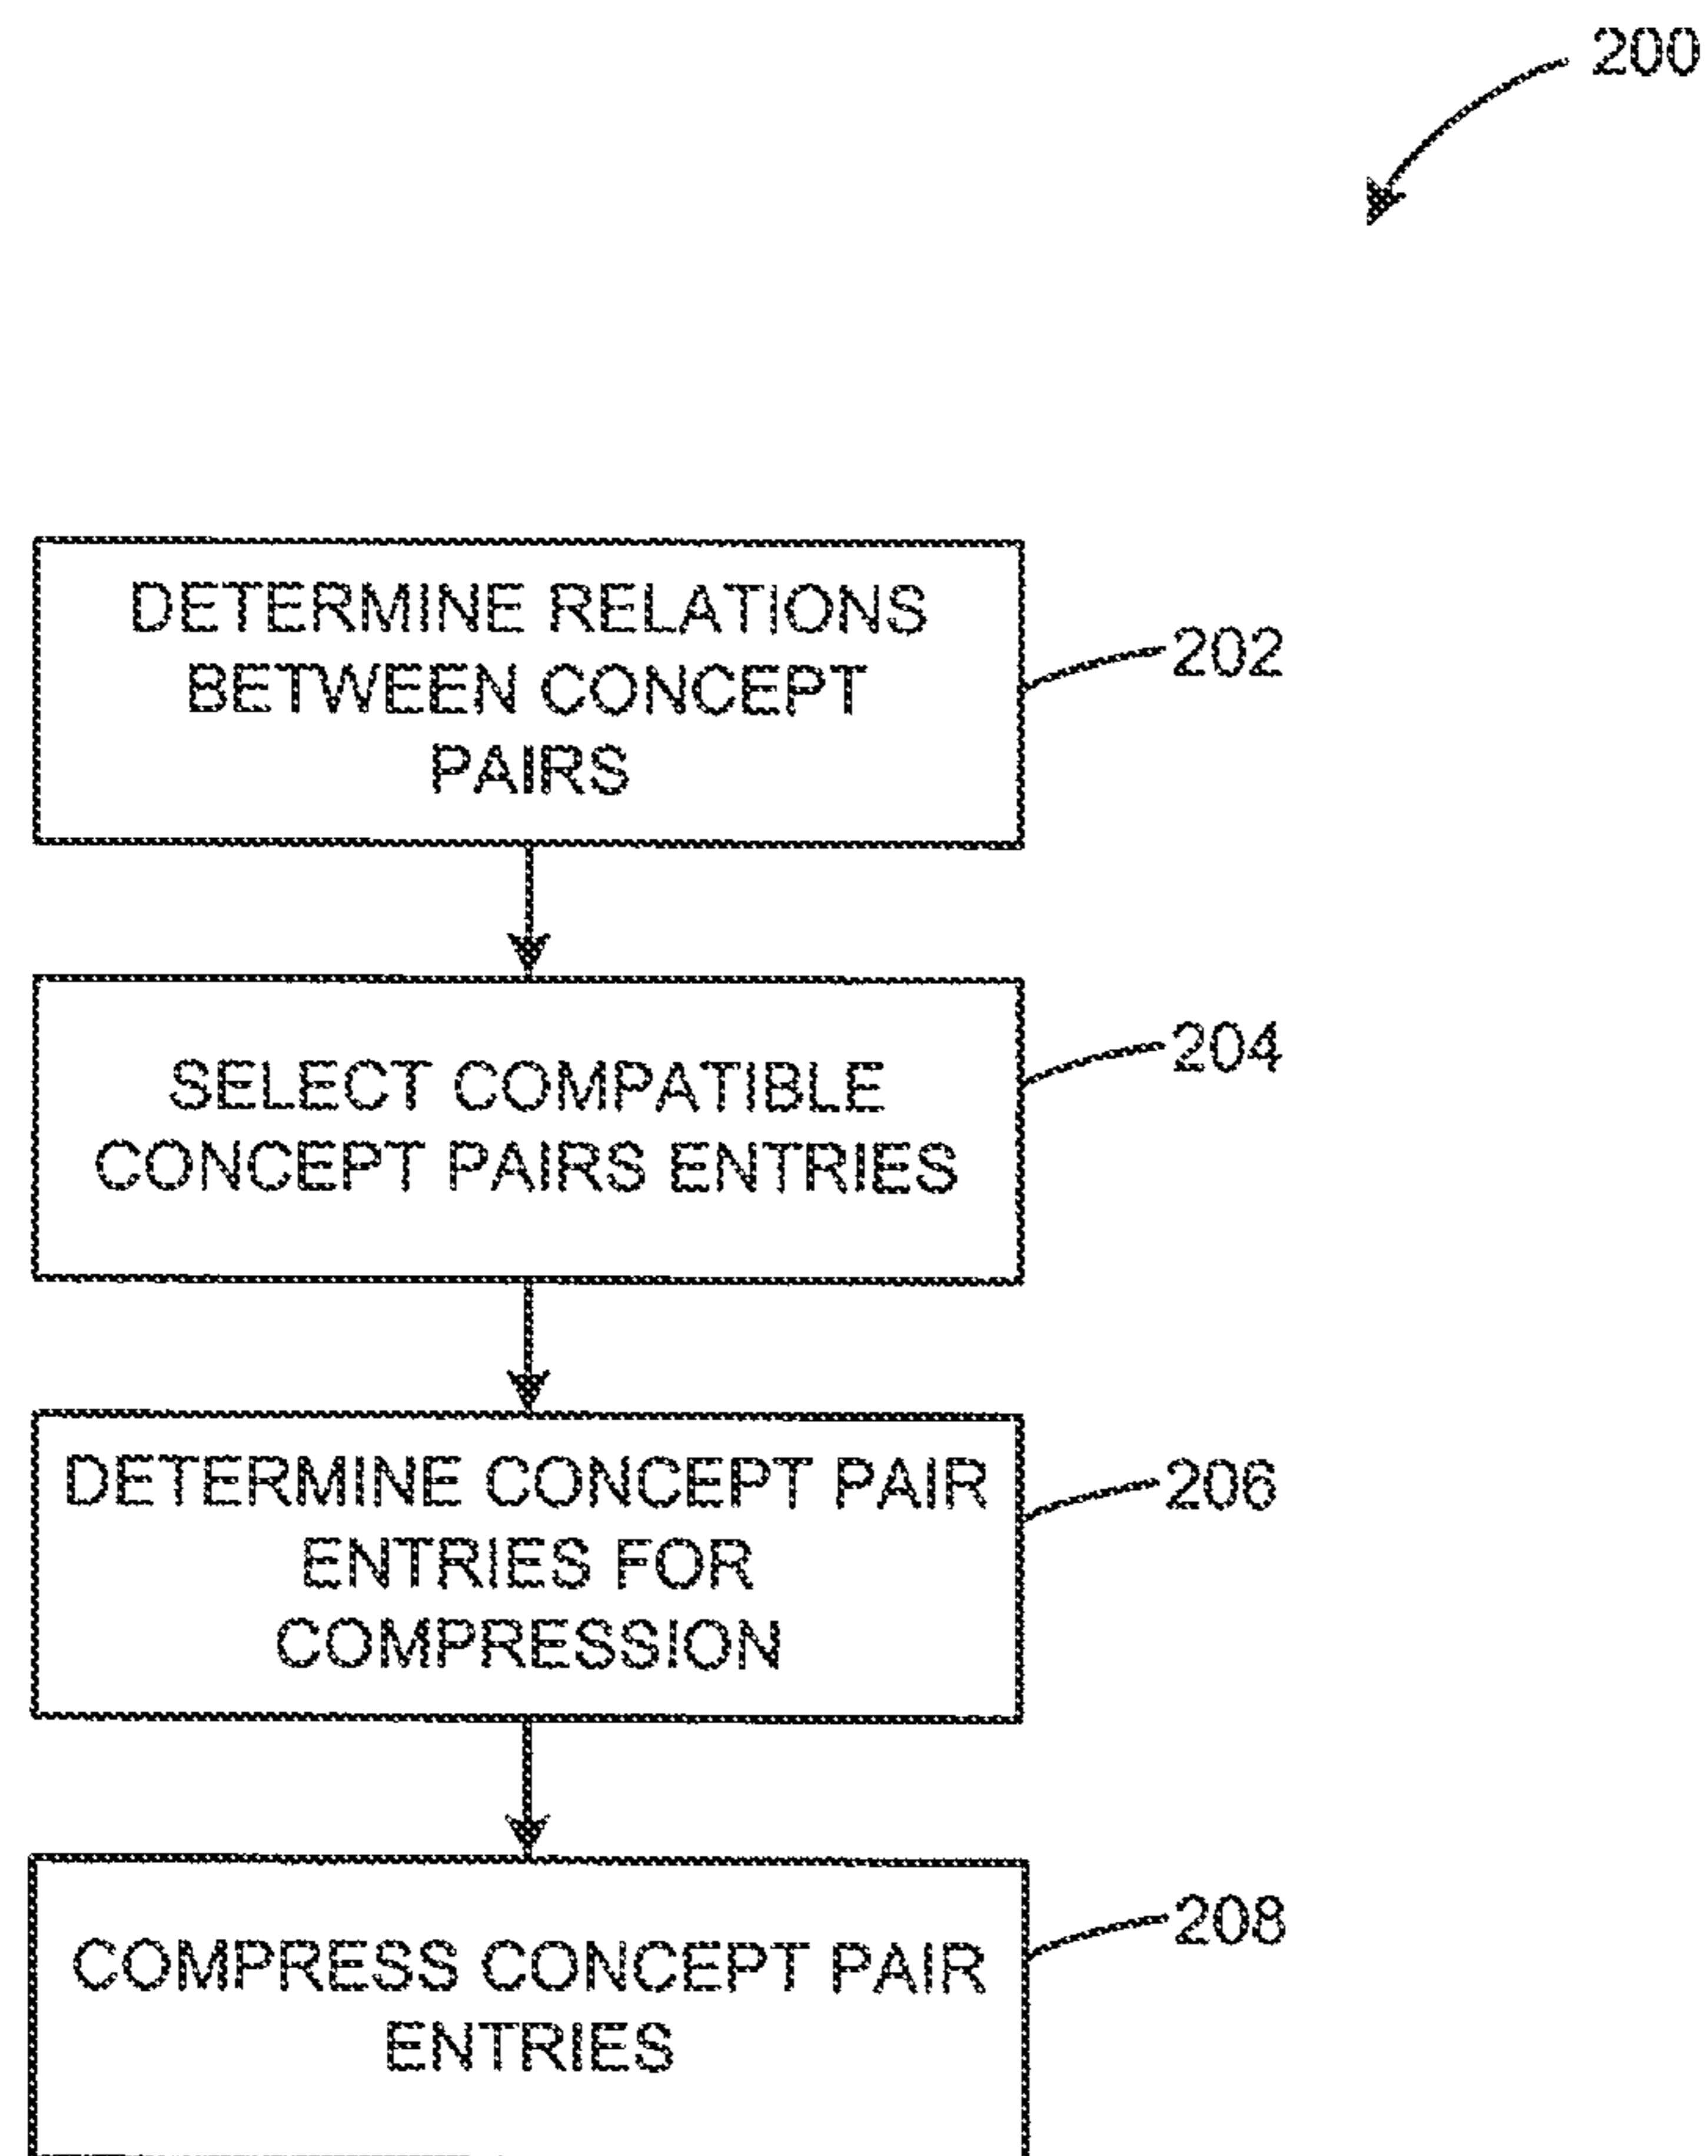 200
DETERMINE RELATIONS
BETWEEN CONCEPT
PAIRS
202
SELECT COMPATIBLE
CONCEPT PAIRS ENTRIES
204
DETERMINE CONCEPT PAIR
ENTRIES FOR
COMPRESSION
206
COMPRESS CONCEPT PAIR
ENTRIES
208